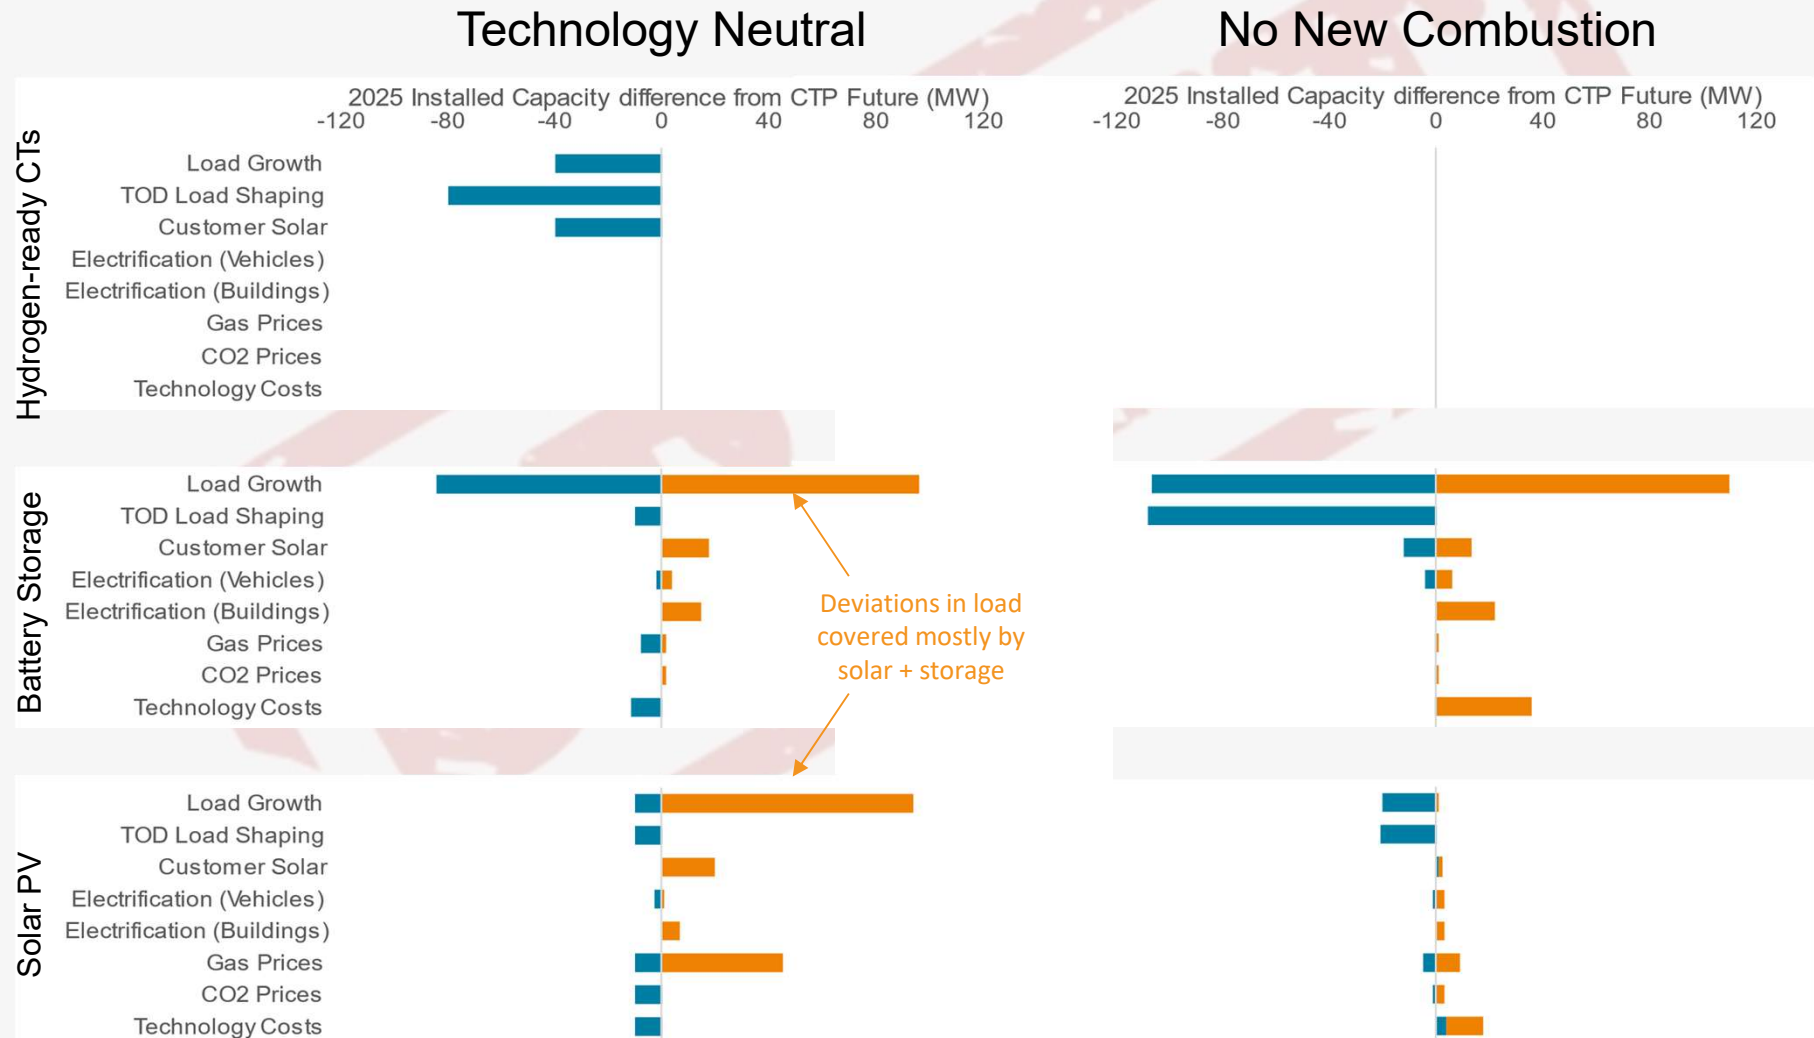 Technology Neutral
No New Combustion
2025 Installed Capacity difference from CTP Future (MW)
-120 -80 -40 0 40 80 120
2025 Installed Capacity difference from CTP Future (MW)
-120 -80 -40 0 40 80 120
Hydrogen-ready CTs
Load Growth
TOD Load Shaping
Customer Solar
Electrification (Vehicles)
Electrification (Buildings)
Gas Prices
CO2 Prices
Technology Costs
Battery Storage
Load Growth
TOD Load Shaping
Customer Solar
Electrification (Vehicles)
Electrification (Buildings)
Gas Prices
CO2 Prices
Technology Costs
Deviations in load
covered mostly by
solar + storage
Solar PV
Load Growth
TOD Load Shaping
Customer Solar
Electrification (Vehicles)
Electrification (Buildings)
Gas Prices
CO2 Prices
Technology Costs